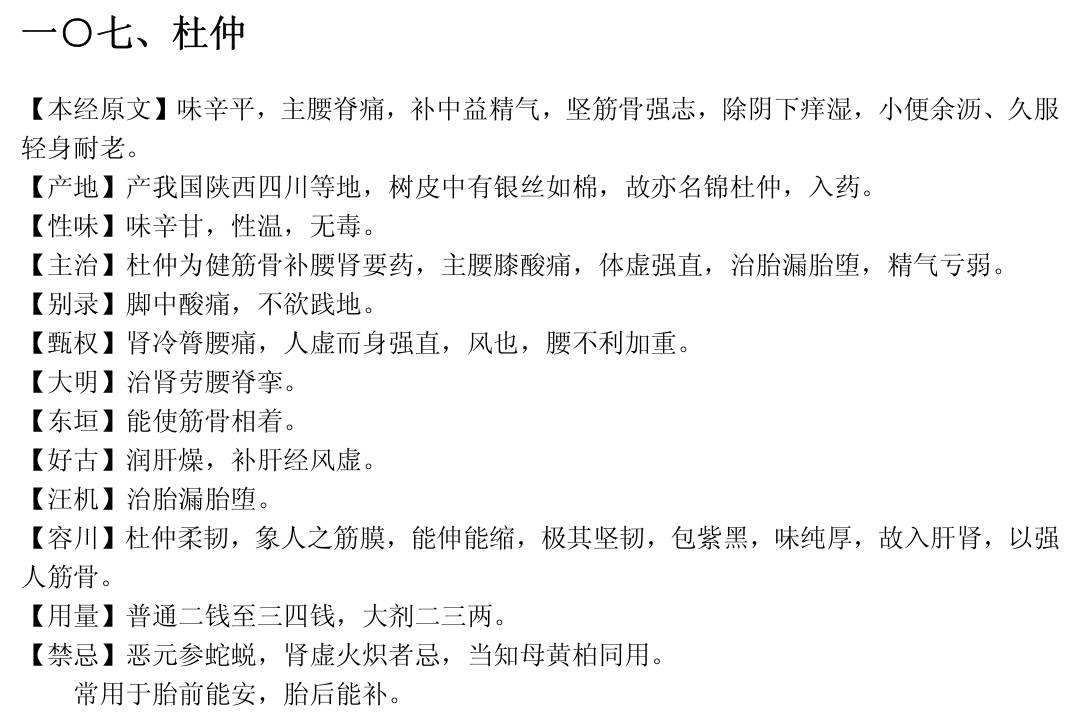 一〇七、杜仲
【本经原文】味辛平，主腰脊痛，补中益精气，坚筋骨强志，除阴下痒湿，小便余沥、久服
轻身耐老。
【产地】产我国陕西四川等地，树皮中有银丝如棉，故亦名锦杜仲，入药。
【性味】味辛甘，性温，无毒。
【主治】杜仲为健筋骨补腰肾要药，主腰膝酸痛，体虚强直，治胎漏胎堕，精气亏弱。
【别录】脚中酸痛，不欲践地。
【甄权】肾冷膂腰痛，人虚而身强直，风也，腰不利加重。
【大明】治肾劳腰脊挛。
【东垣】能使筋骨相着。
【好古】润肝燥，补肝经风虚。
【汪机】治胎漏胎堕。
【容川】杜仲柔韧，象人之筋膜，能伸能缩，极其坚韧，包紫黑，味纯厚，故入肝肾，以强
人筋骨。
【用量】普通二钱至三四钱，大剂二三两。
【禁忌】恶元参蛇蜕，肾虚火炽者忌，当知母黄柏同用。
常用于胎前能安，胎后能补。